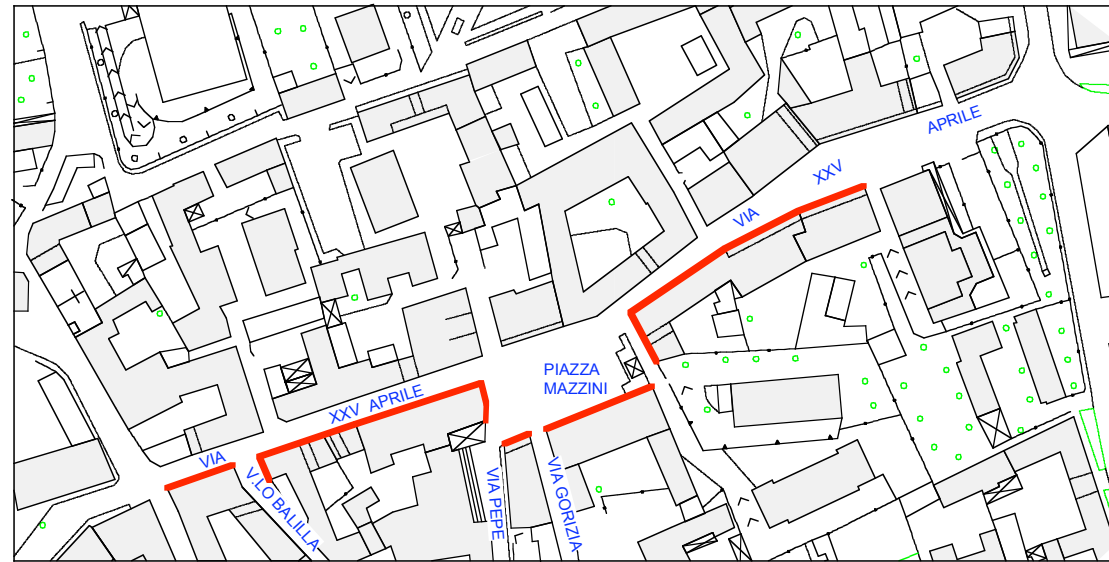 APRILE
XXV
VIA
PIAZZA
MAZZINI
XXV APRILE
VIA
V.LO BALILLA
VIA PEPE
VIA GORIZIA